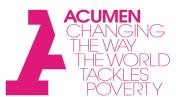 ACUMEN
CHANGING
THE WAY
THE WORLD
TACKLES
POVERTY